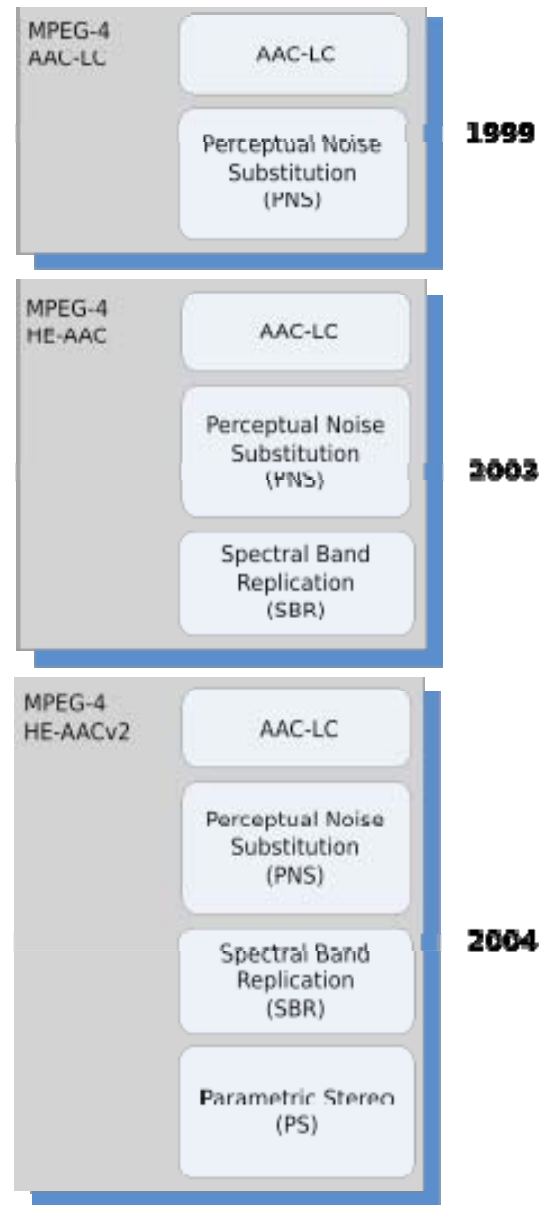 MPEG-4
AAC-LC
AAC-LC
Perceptual Noise
Substitution
(PNS)
1999
MPEG-4
HE-AAC
AAC-LC
Perceptual Noise
Substitution
(PNS)
2003
Spectral Band
Replication
(SBR)
MPEG-4
HE-AACv2
AAC-LC
Perceptual Noise
Substitution
(PNS)
Spectral Band
Replication
(SBR)
2004
Parametric Stereo
(PS)